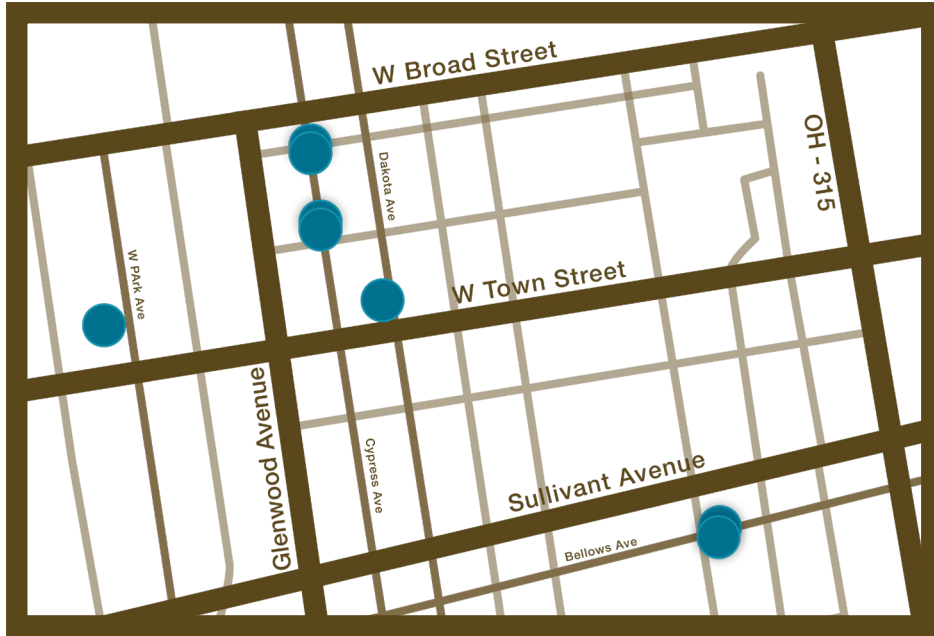 W Broad Street
OH - 315
Dakota Ave
W PArk Ave
W Town Street
Glenwood Avenue
Cypress Ave
Sullivant Avenue
Bellows Ave